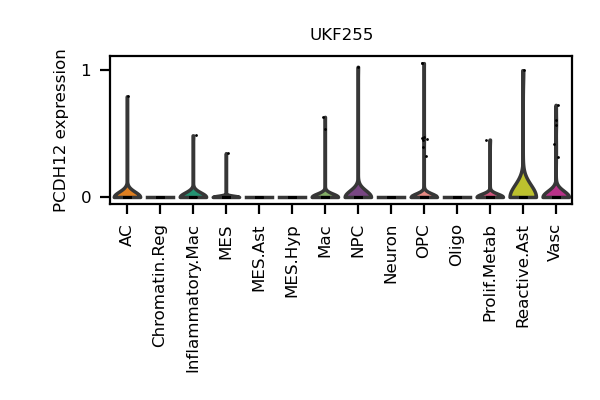 UKF255
PCDH12 expression
1
0
AC
Chromatin.Reg
Inflammatory.Mac
MES
MES.Ast
MES.Hyp
Mac
NPC
Neuron
OPC
Oligo
Prolif.Metab
Reactive.Ast
Vasc